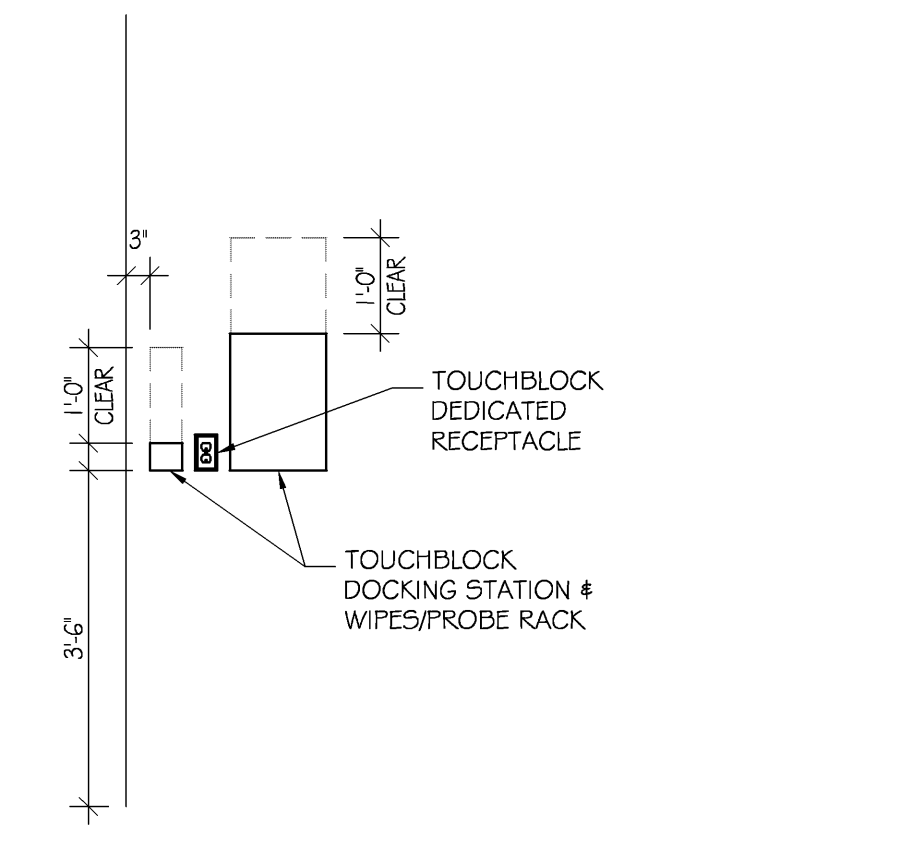 3"
1'-0"
CLEAR
1'-0"
CLEAR
TOUCHBLOCK
DEDICATED
RECEPTACLE
TOUCHBLOCK
DOCKING STATION &
WIPES/PROBE RACK
3'-6"